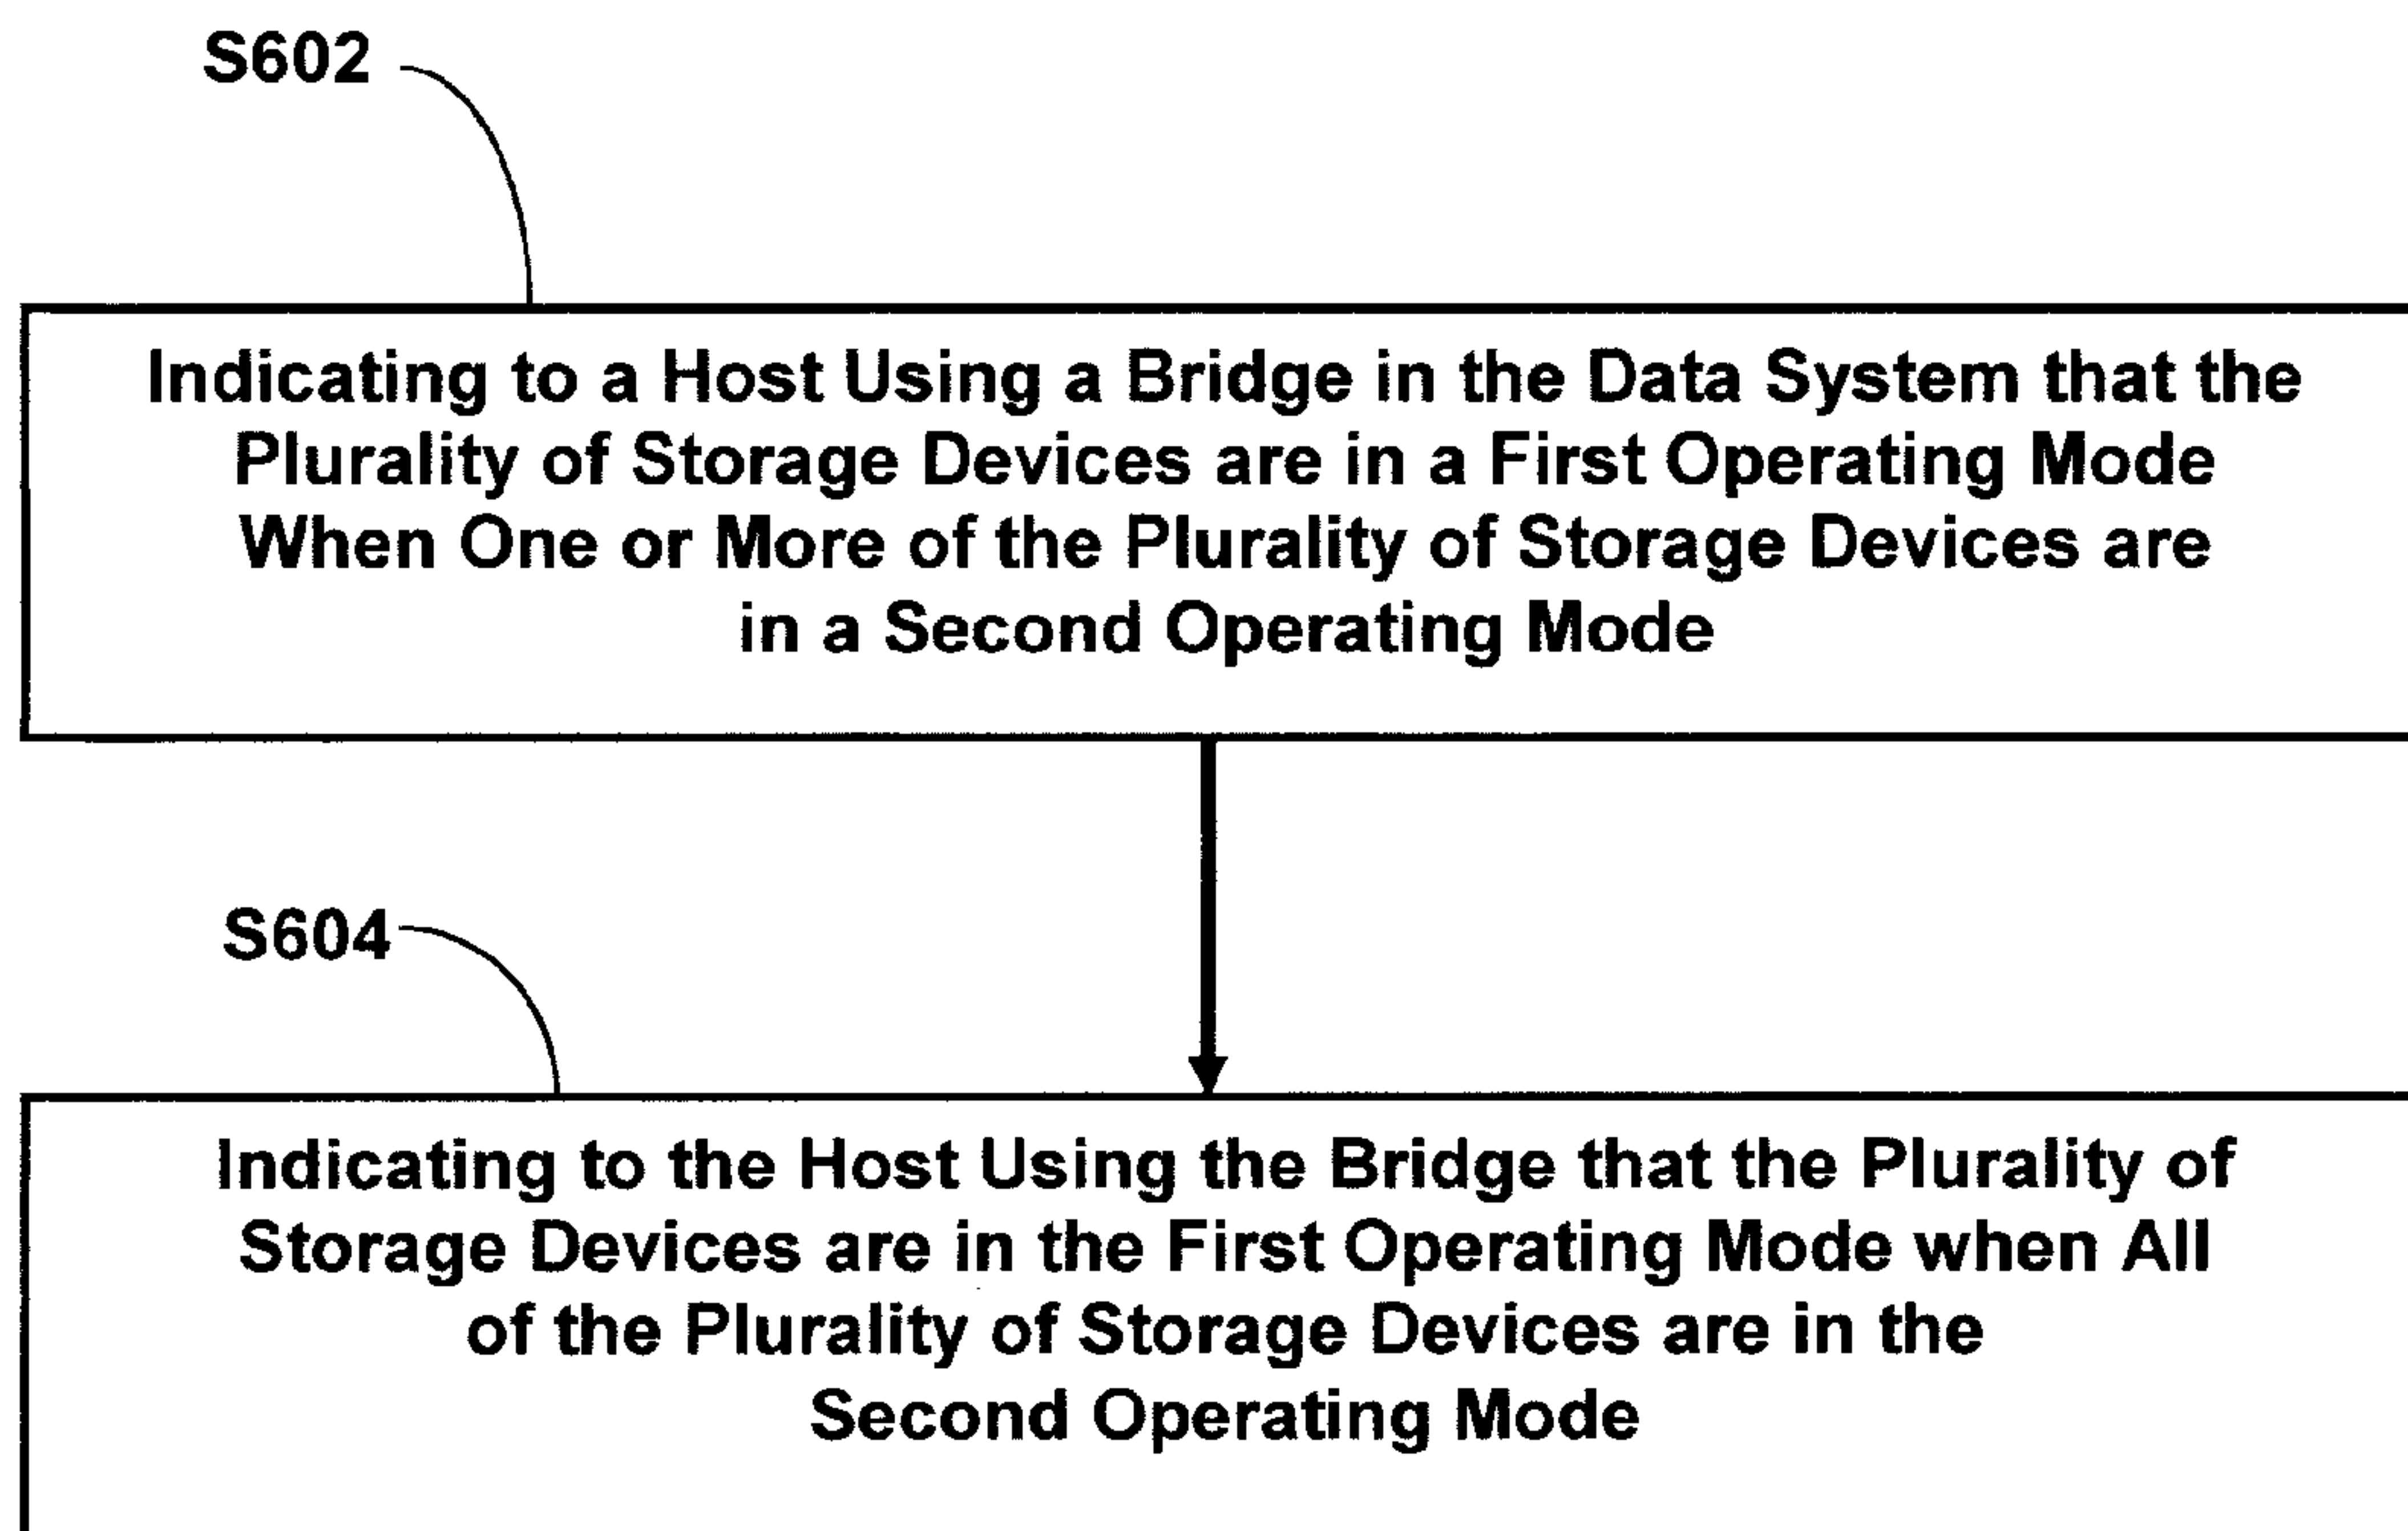 S602
Indicating to a Host Using a Bridge in the Data System that the
Plurality of Storage Devices are in a First Operating Mode
When One or More of the Plurality of Storage Devices are
in a Second Operating Mode
S604
Indicating to the Host Using the Bridge that the Plurality of
Storage Devices are in the First Operating Mode when All
of the Plurality of Storage Devices are in the
Second Operating Mode